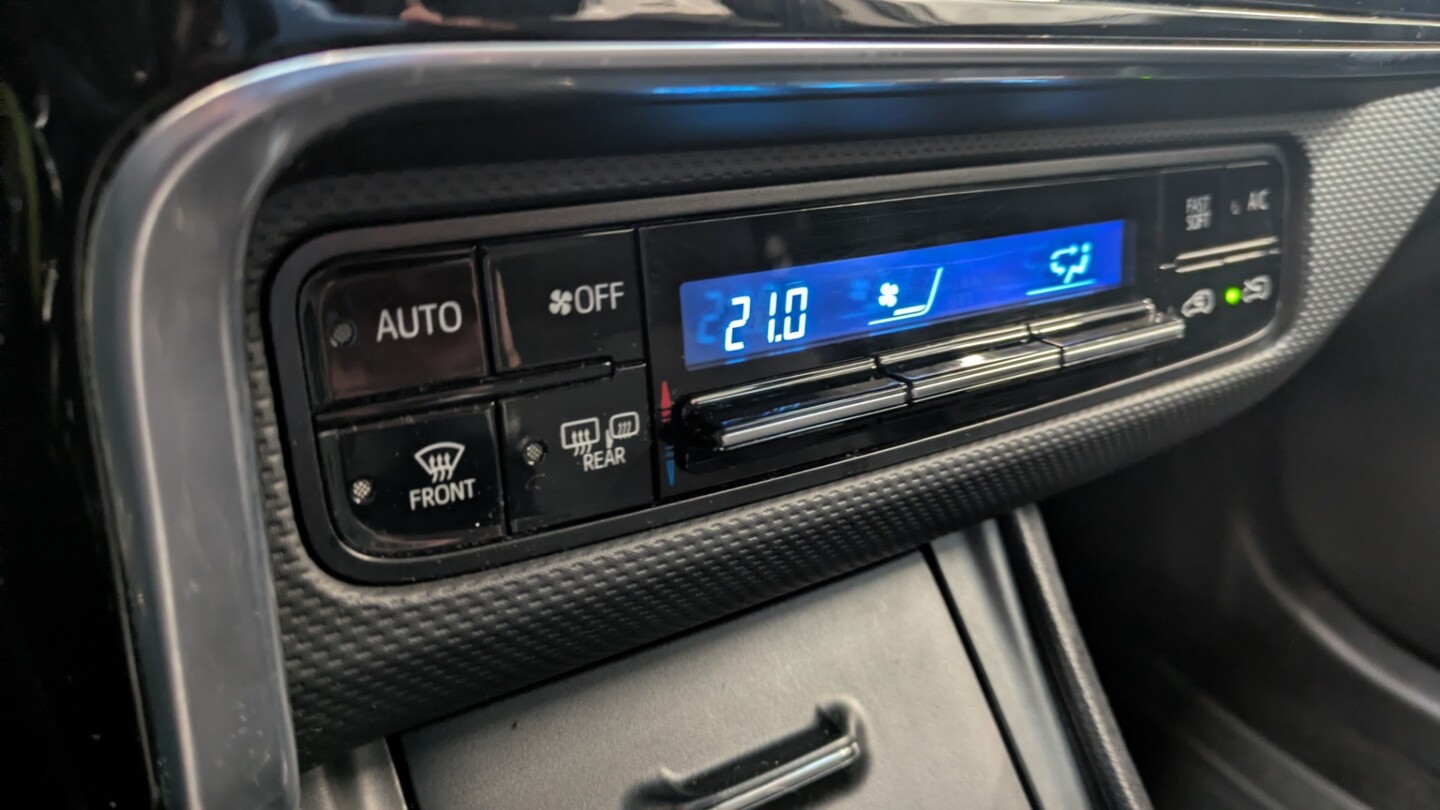 AUTO
OFF
21.0
FAST
SOFT
A/C
FRONT
REAR